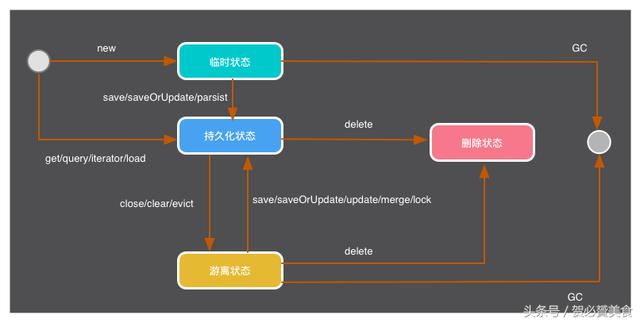 new
临时状态
GC
save/saveOrUpdate/parsist
持久化状态
delete
删除状态
get/query/iterator/load
close/clear/evict
save/saveOrUpdate/update/merge/lock
delete
游离状态
GC
头条号／贺必赟美食